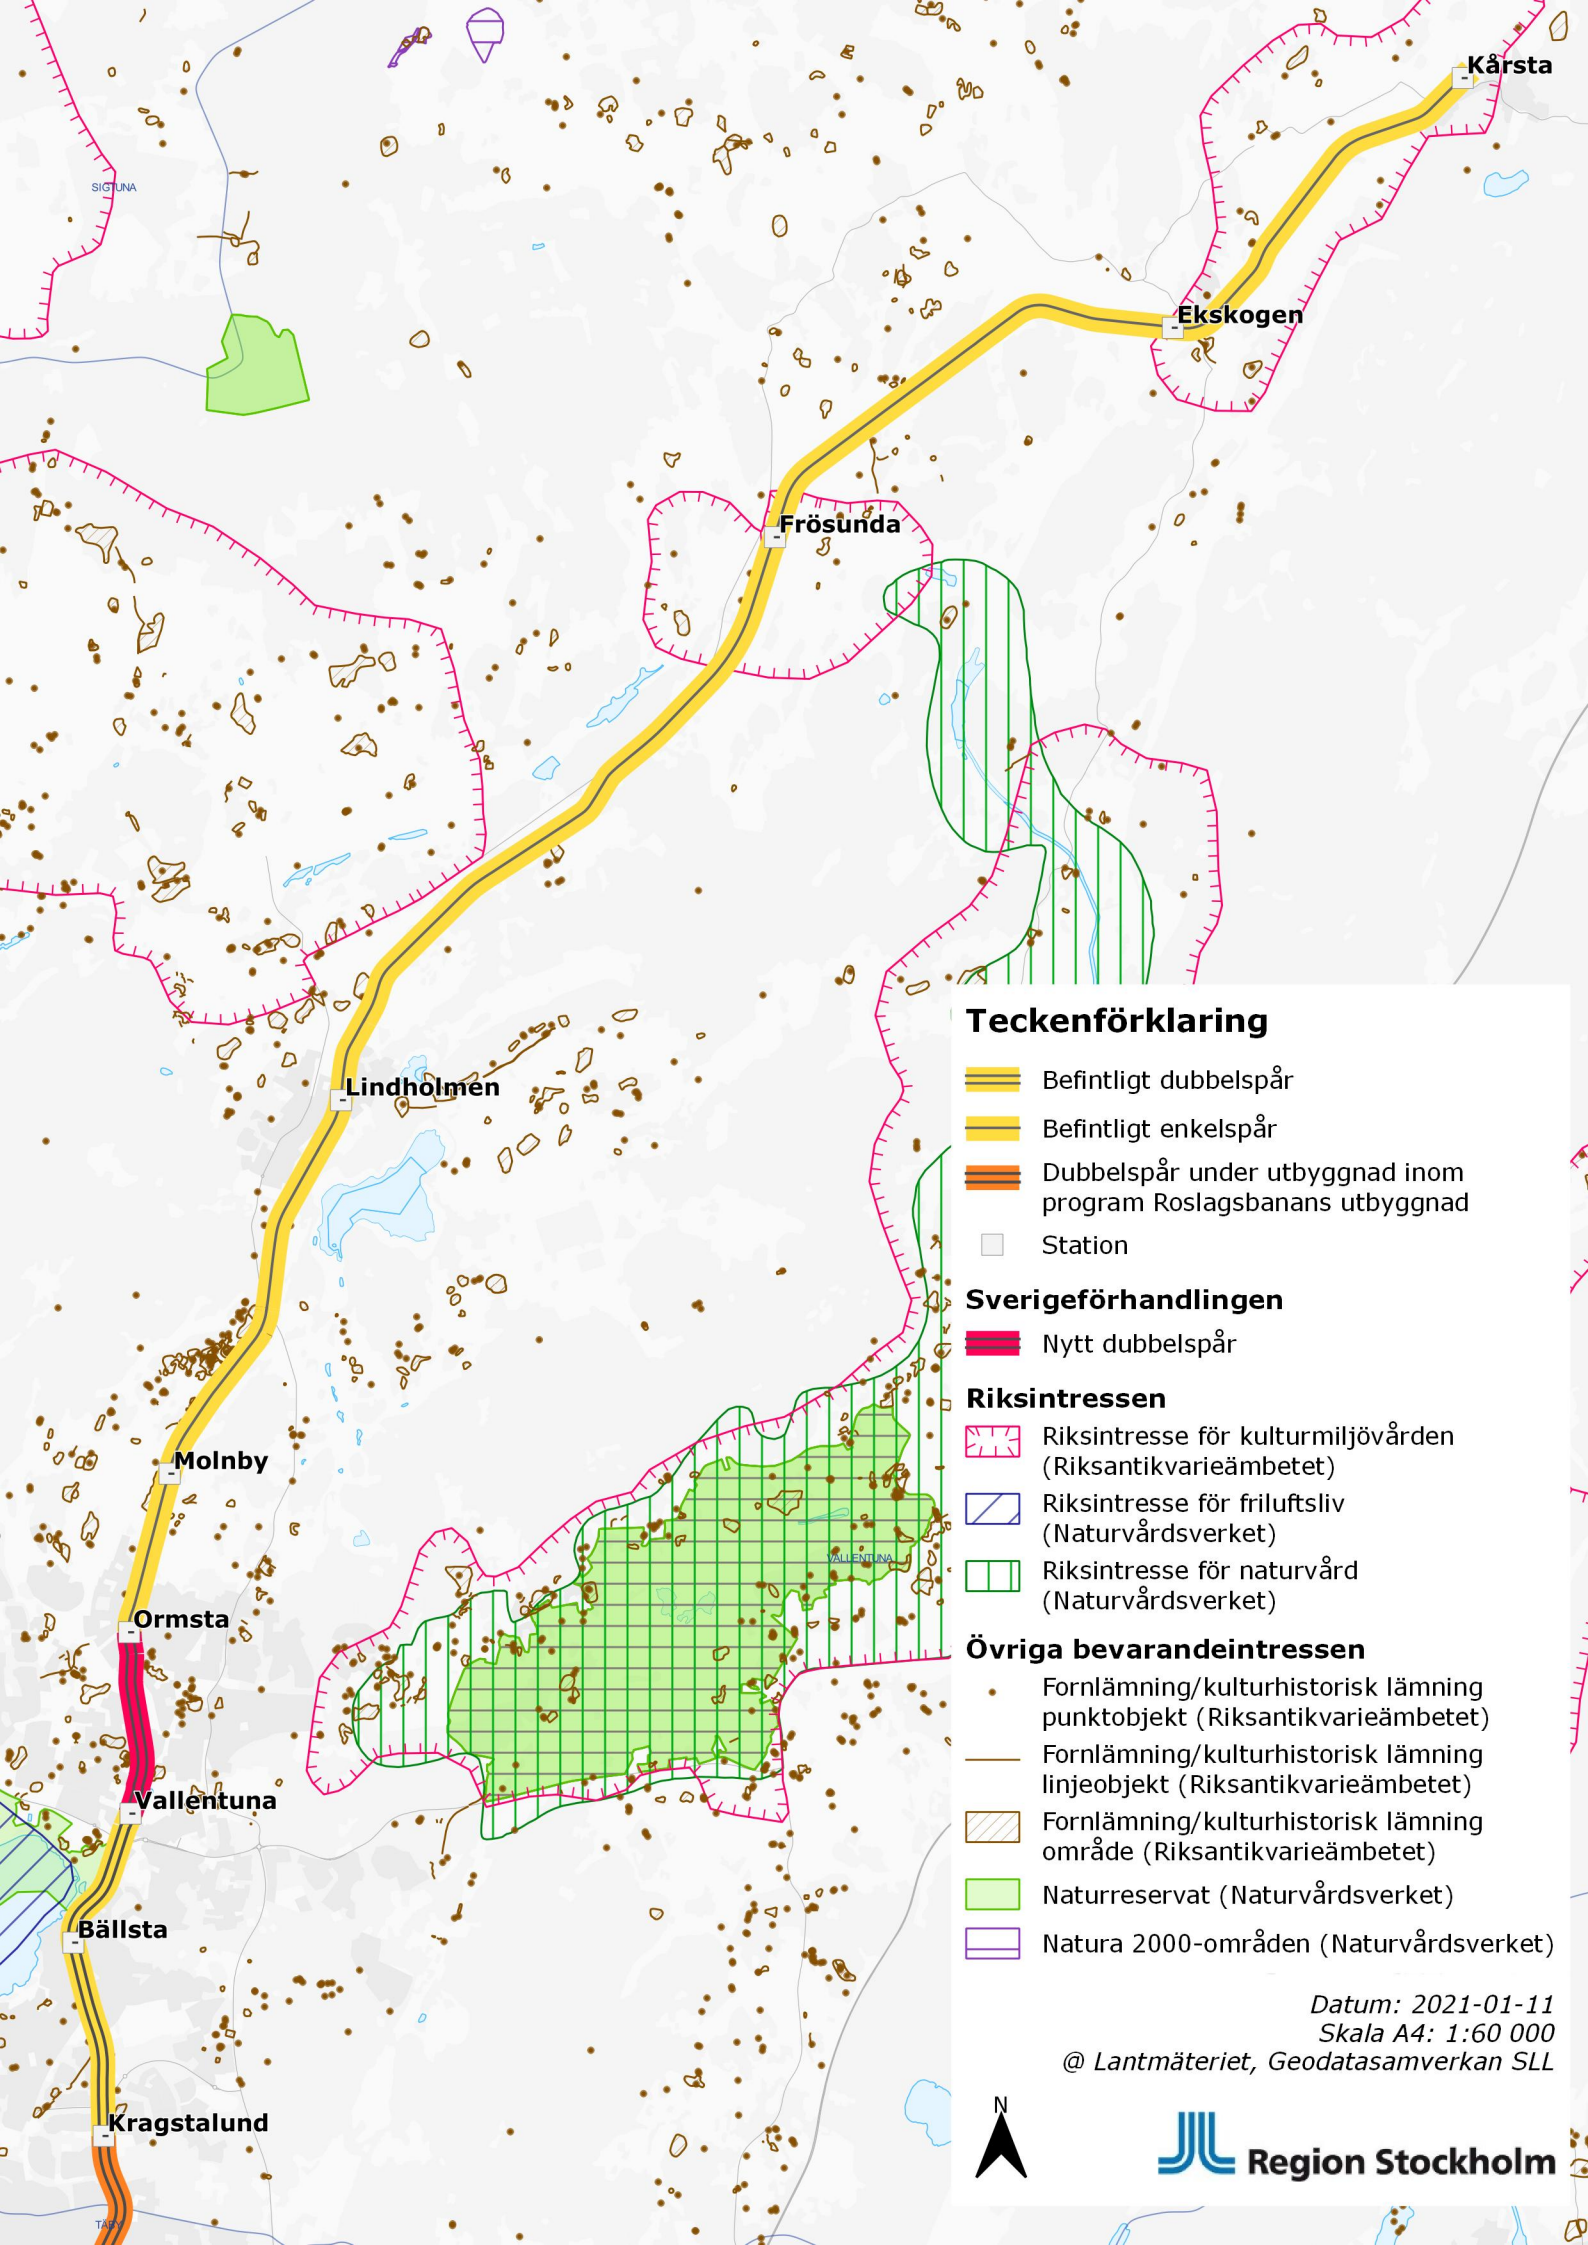 Kårsta
SIGTUNA
Ekskogen
Frösunda
Lindholmen
Molnby
VALLENTUNA
Ormsta
Vallentuna
Bällsta
Kragstalund
TÄBY
Teckenförklaring
Befintligt dubbelspår
Befintligt enkelspår
Dubbelspår under utbyggnad inom
program Roslagsbanans utbyggnad
Station
Sverigeförhandlingen
Nytt dubbelspår
Riksintressen
Riksintresse för kulturmiljövården
(Riksantikvarieämbetet)
Riksintresse för friluftsliv
(Naturvårdsverket)
Riksintresse för naturvård
(Naturvårdsverket)
Övriga bevarandeintressen
Fornlämning/kulturhistorisk lämning
punktobjekt (Riksantikvarieämbetet)
Fornlämning/kulturhistorisk lämning
linjeobjekt (Riksantikvarieämbetet)
Fornlämning/kulturhistorisk lämning
område (Riksantikvarieämbetet)
Naturreservat (Naturvårdsverket)
Natura 2000-områden (Naturvårdsverket)
Datum: 2021-01-11
Skala A4: 1:60 000
@ Lantmäteriet, Geodatasamverkan SLL
N
Region Stockholm